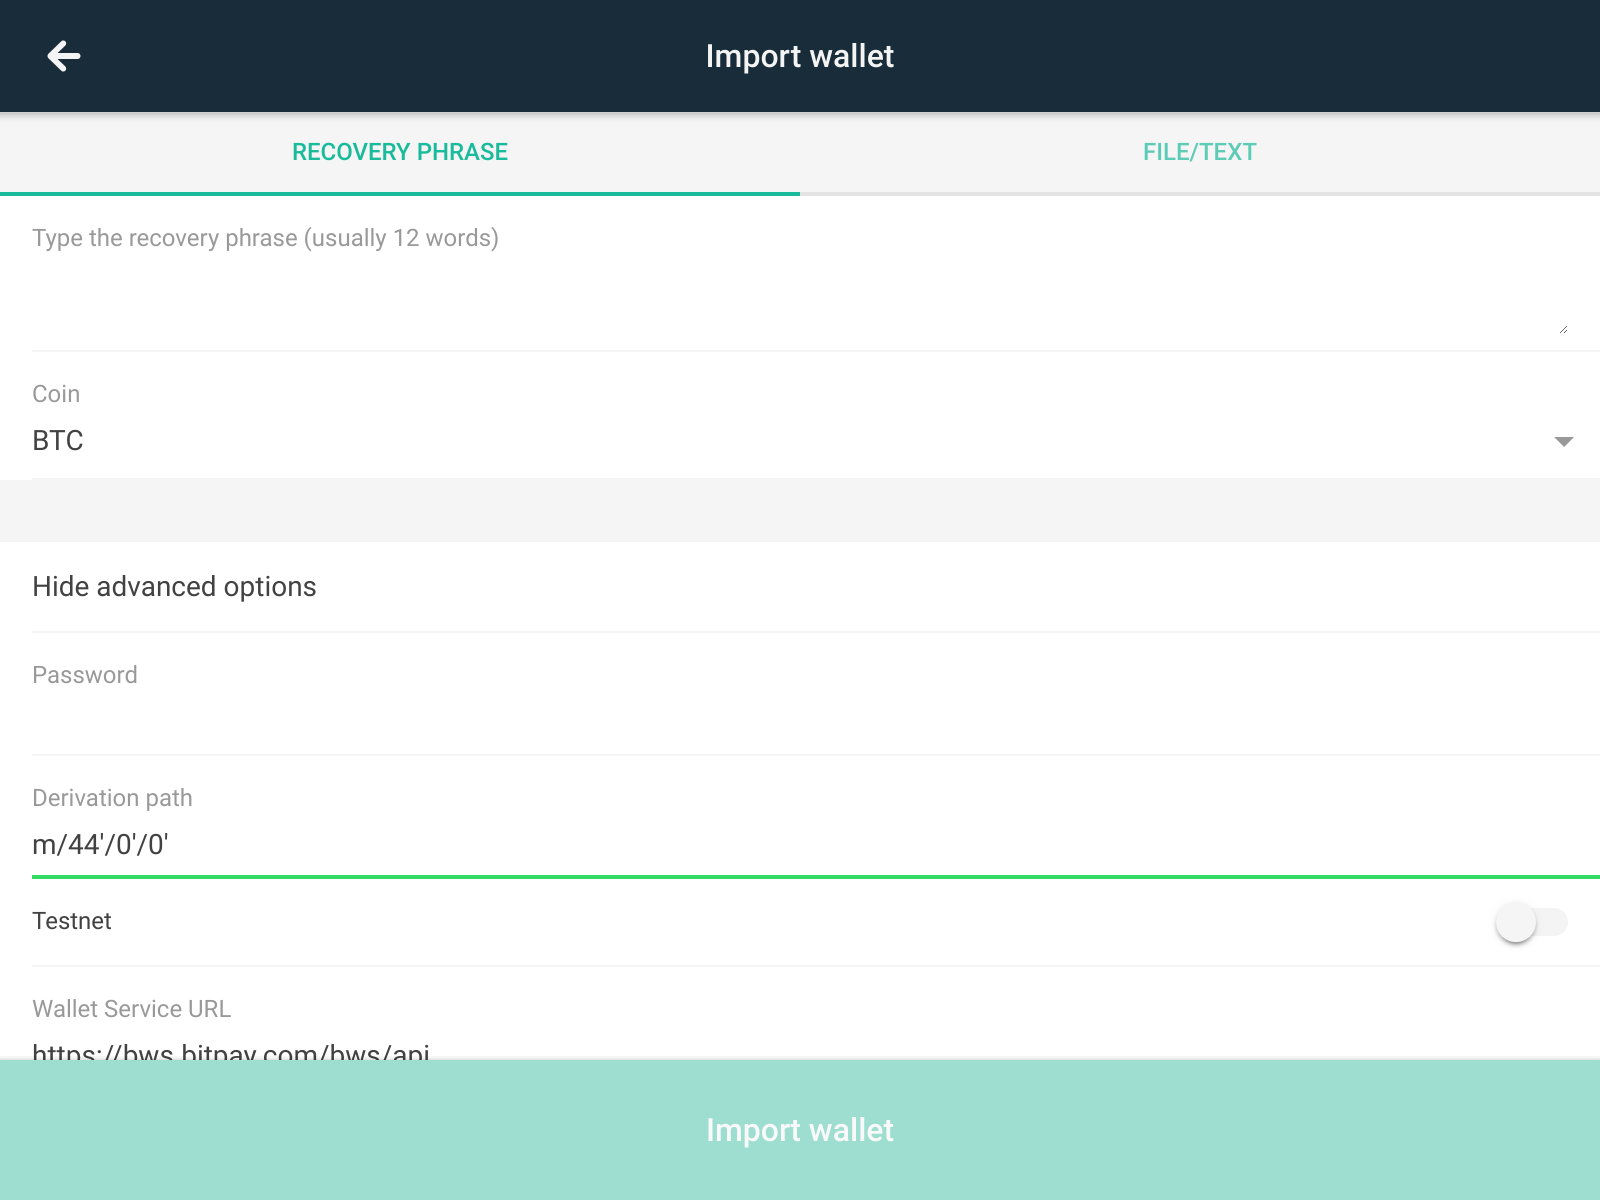 Import wallet
RECOVERY PHRASE
FILE/TEXT
Type the recovery phrase (usually 12 words)
Coin
BTC
Hide advanced options
Password
Derivation path
m/44'/0'/0'
Testnet
Wallet Service URL
https://bws.bitpay.com/bws/api
Import wallet